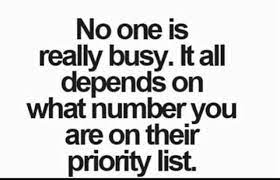 No one is
really busy. It all
depends on
what number you
are on their
priority list.